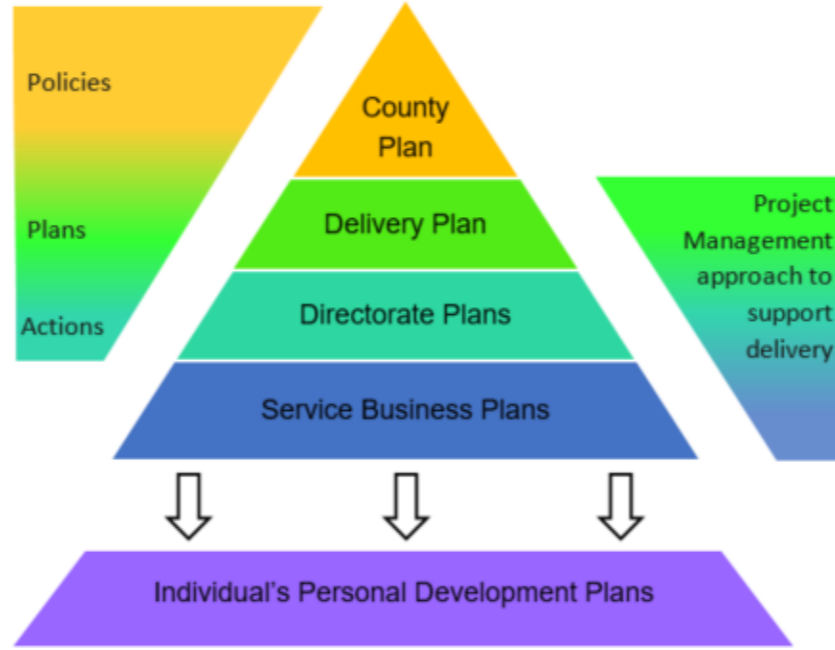 Policies
County
Plan
Plans
Delivery Plan
Project
Management
approach to
support
delivery
Actions
Directorate Plans
Service Business Plans
Individual's Personal Development Plans